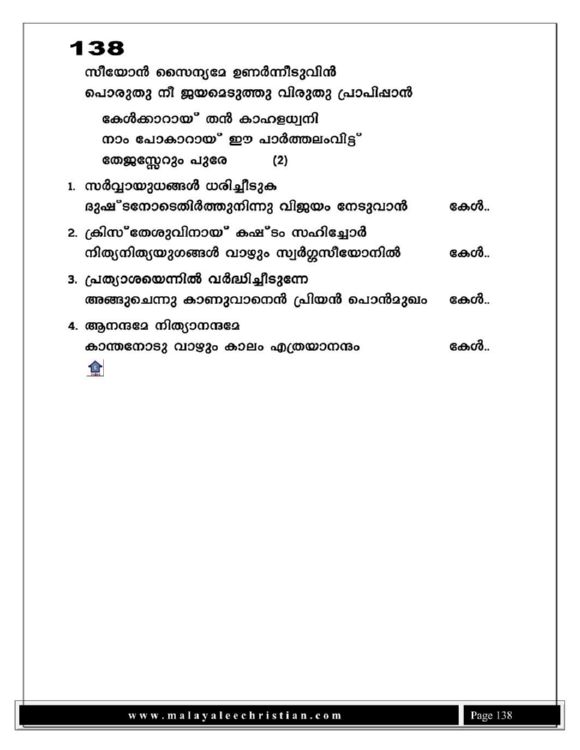 138
സീയോൻ സൈന്യമേ ഉണർന്നീടുവിൻ
പൊരുതു നീ ജയമെടുത്തു വിരുതു പ്രാപിപ്പാൻ
കേൾക്കാറായ് തൻ കാഹളധ്വനി
നാം പോകാറായ് ഈ പാർത്തലംവിട്ട്
തേജസ്സേറും പുരേ (2)
1. സർവ്വായുധങ്ങൾ ധരിച്ചീടുക
ദുഷ്ടനോടെതിർത്തുനിന്നു വിജയം നേടുവാൻ കേൾ..
2. ക്രിസ്തേശുവിനായ് കഷ്ടം സഹിച്ചോർ
നിത്യനിത്യയുഗങ്ങൾ വാഴും സ്വർഗ്ഗസീയോനിൽ കേൾ..
3. പ്രത്യാശയെന്നിൽ വർദ്ധിച്ചീടുന്നേ
അങ്ങുചെന്നു കാണുവാനെൻ പ്രിയൻ പൊൻമുഖം കേൾ..
4. ആനന്ദമേ നിത്യാനന്ദമേ
കാന്തനോടു വാഴും കാലം എത്രയാനന്ദം കേൾ..
www.malayaleechristian.com Page 138